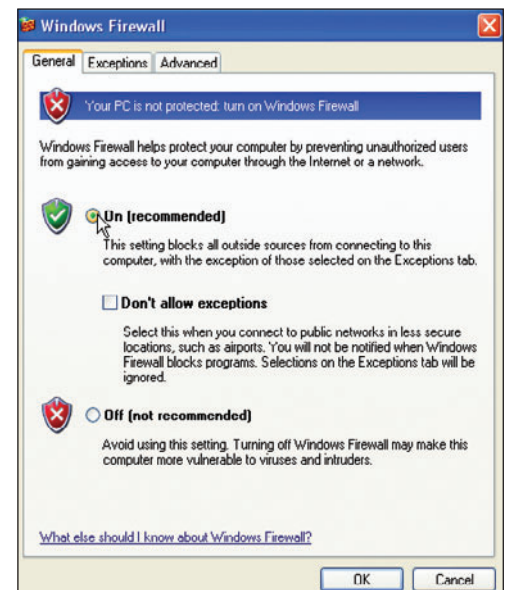 Windows Firewall
General Exceptions Advanced
Your PC is not protected: turn on Windows Firewall
Windows Firewall helps protect your computer by preventing unauthorized users
from gaining access to your computer through the Internet or a network.
On (recommended)
This setting blocks all outside sources from connecting to this
computer, with the exception of those selected on the Exceptions tab.
Don't allow exceptions
Select this when you connect to public networks in less secure
locations, such as airports. You will not be notified when Windows
Firewall blocks programs. Selections on the Exceptions tab will be
ignored.
Off (not recommended)
Avoid using this setting. Turning off Windows Firewall may make this
computer more vulnerable to viruses and intruders.
What else should I know about Windows Firewall?
OK Cancel